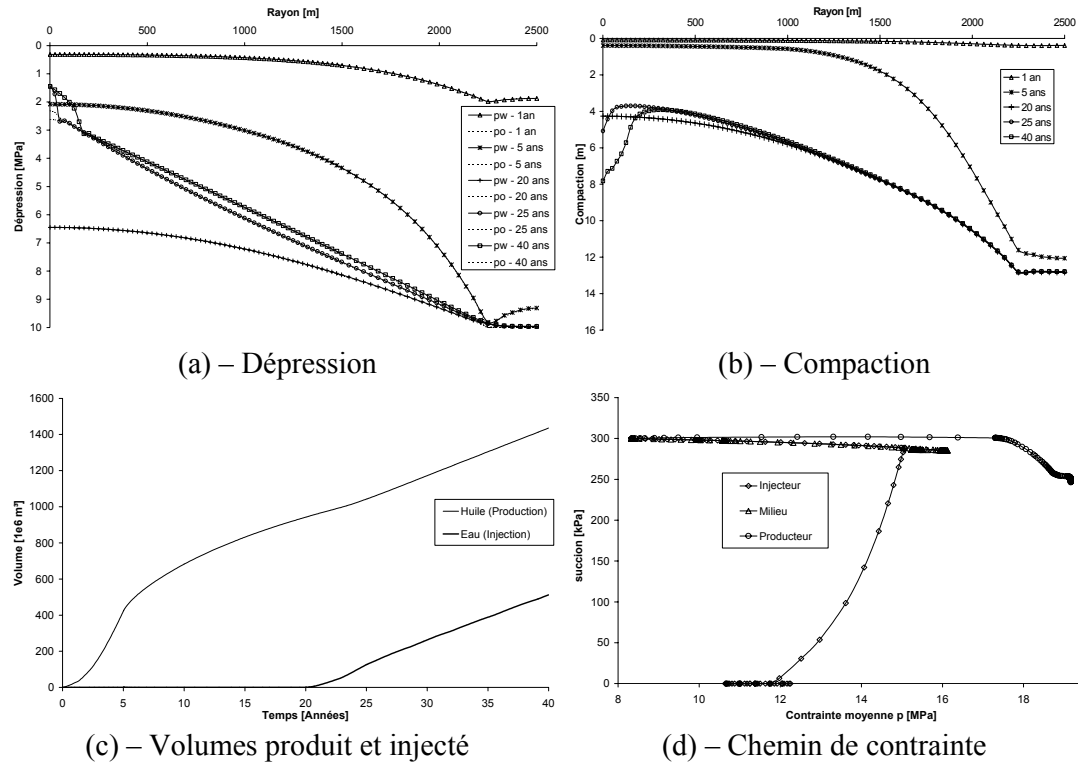 Rayon [m]
0 500 1000 1500 2000 2500
Dépression [MPa]
0
1
2
3
4
5
6
7
8
9
10
pw - 1an
po - 1 an
pw - 5 ans
po - 5 ans
pw - 20 ans
po - 20 ans
pw - 25 ans
po - 25 ans
pw - 40 ans
po - 40 ans
(a) – Dépression
Rayon [m]
0 500 1000 1500 2000 2500
Compaction [m]
0
2
4
6
8
10
12
14
16
1 an
5 ans
20 ans
25 ans
40 ans
(b) – Compaction
Volume [1e6 m³]
1600
1400
1200
1000
800
600
400
200
0
Huile (Production)
Eau (Injection)
0 5 10 15 20 25 30 35 40
Temps [Années]
(c) – Volumes produit et injecté
succion [kPa]
350
300
250
200
150
100
50
0
Injecteur
Milieu
Producteur
8 10 12 14 16 18
Contrainte moyenne p [MPa]
(d) – Chemin de contrainte